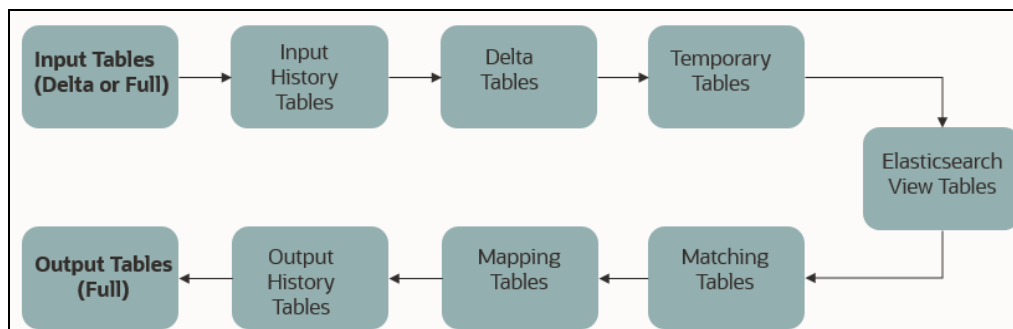 Input Tables
(Delta or Full)
Input
History
Tables
Delta
Tables
Temporary
Tables
Elasticsearch
View Tables
Matching
Tables
Mapping
Tables
Output
History
Tables
Output Tables
(Full)